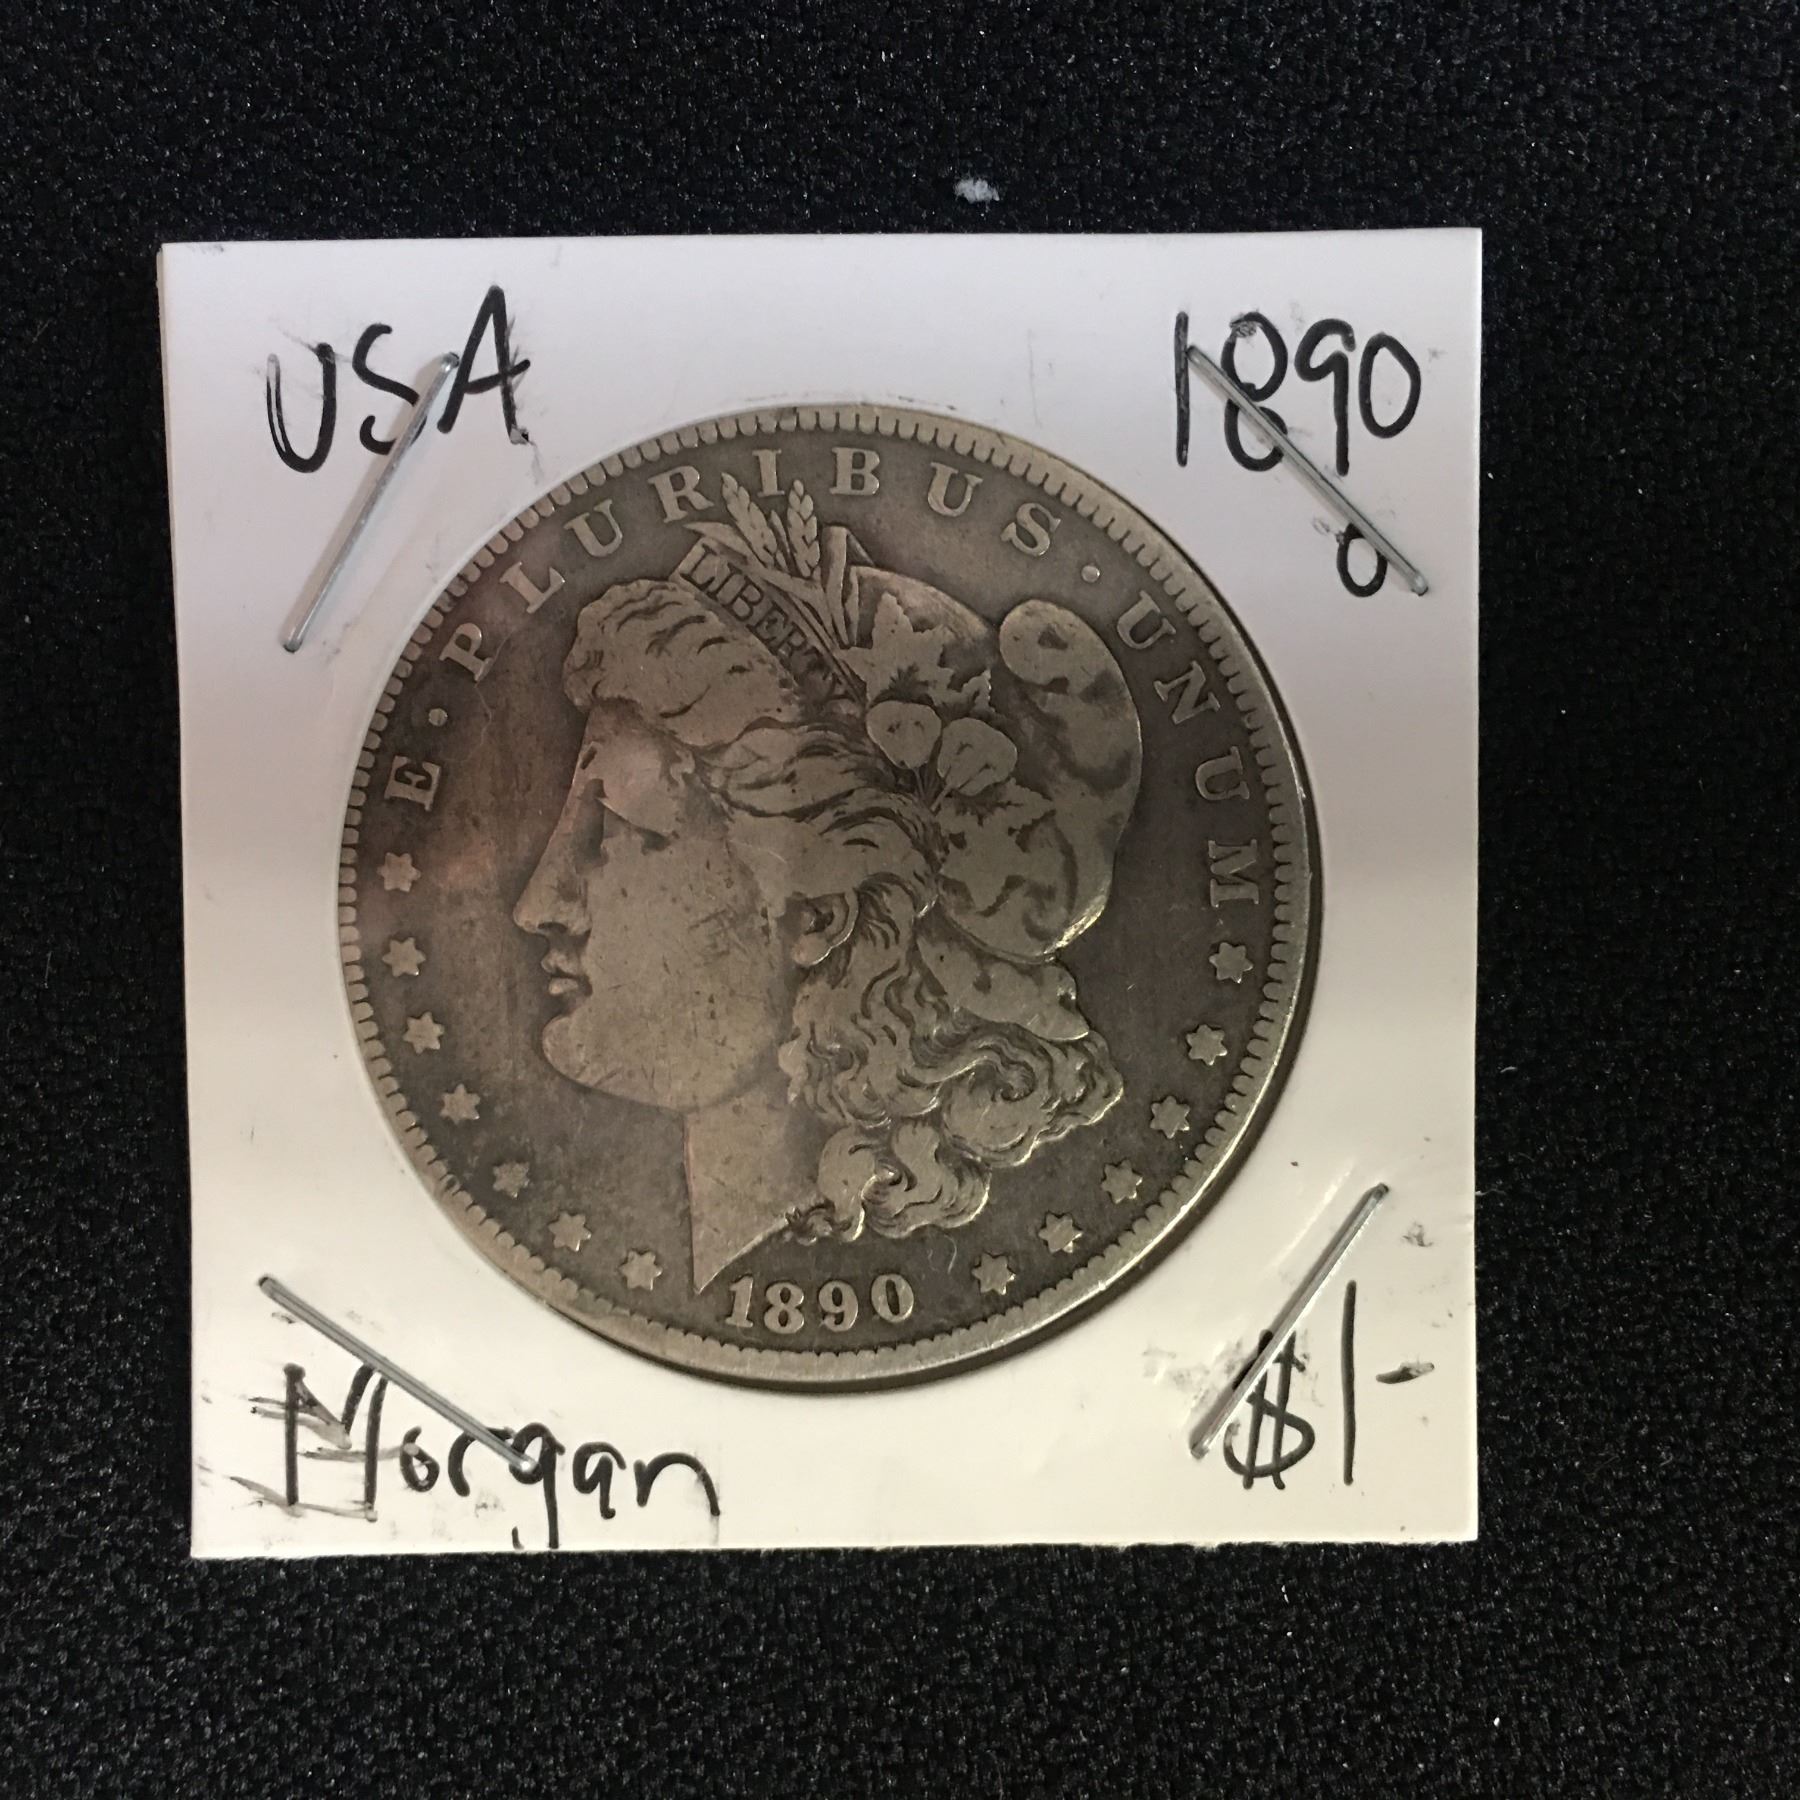 USA
1890
o
E · PLURIBUS · UNUM
LIBERTY
1890
Morgan
$1-